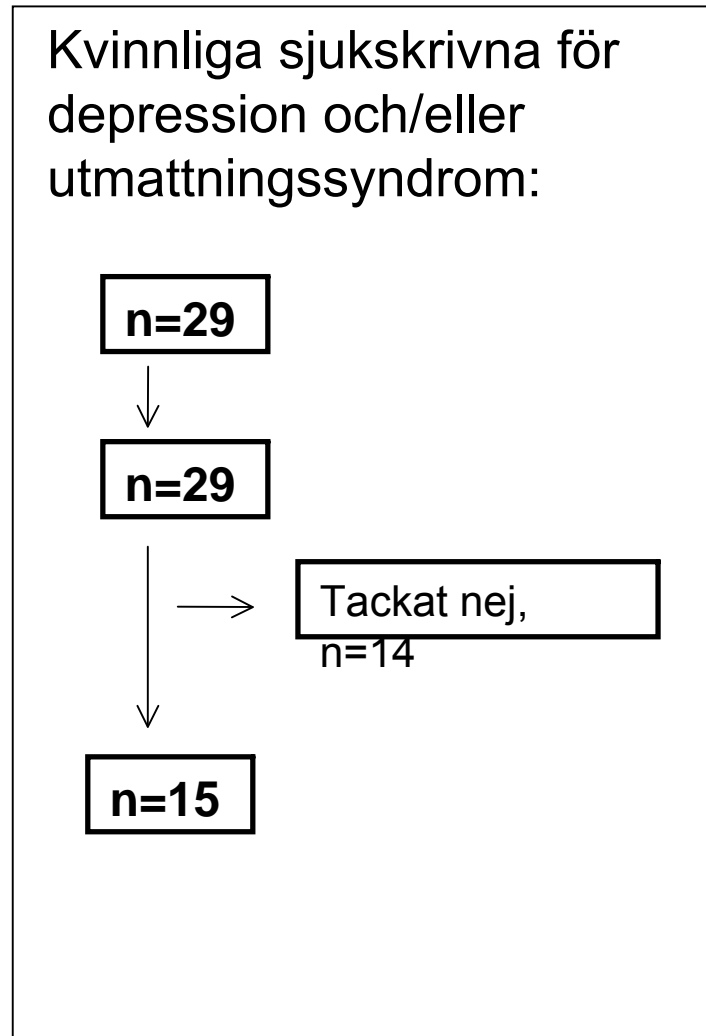 Kvinnliga sjukskrivna för
depression och/eller
utmattningssyndrom:
n=29
n=29
Tackat nej,
n=14
n=15